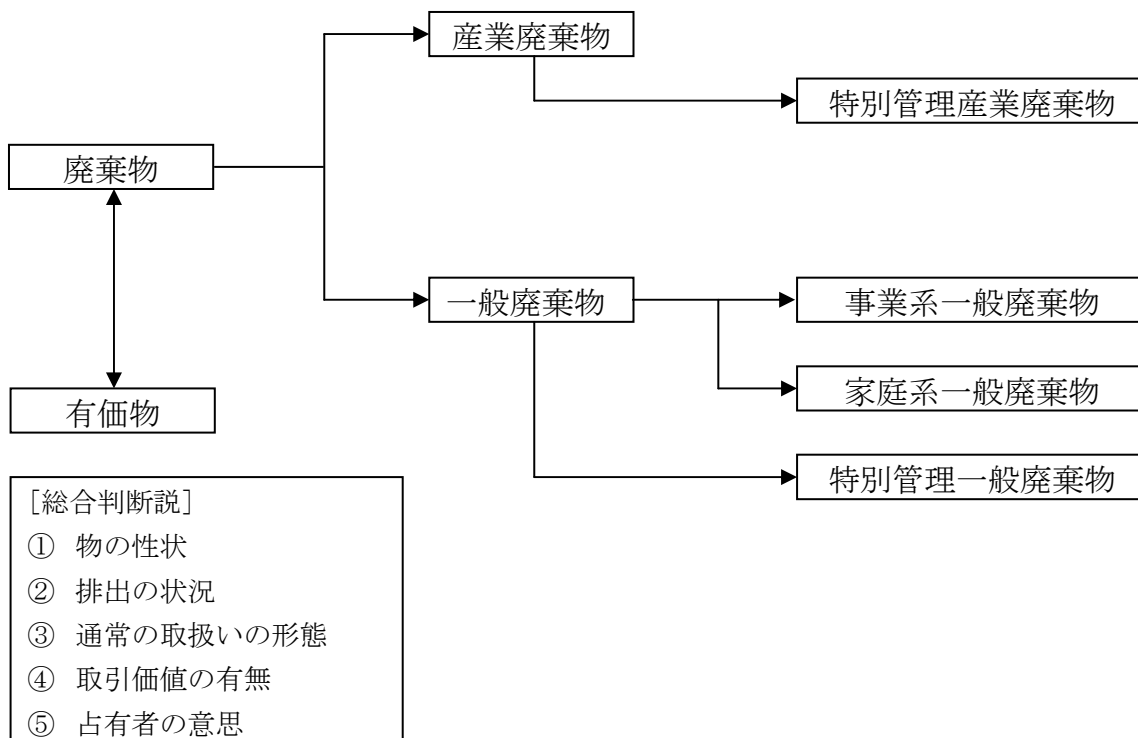 産業廃棄物
特別管理産業廃棄物
廃棄物
一般廃棄物
事業系一般廃棄物
家庭系一般廃棄物
有価物
特別管理一般廃棄物
［総合判断説］
① 物の性状
② 排出の状況
③ 通常の取扱いの形態
④ 取引価値の有無
⑤ 占有者の意思